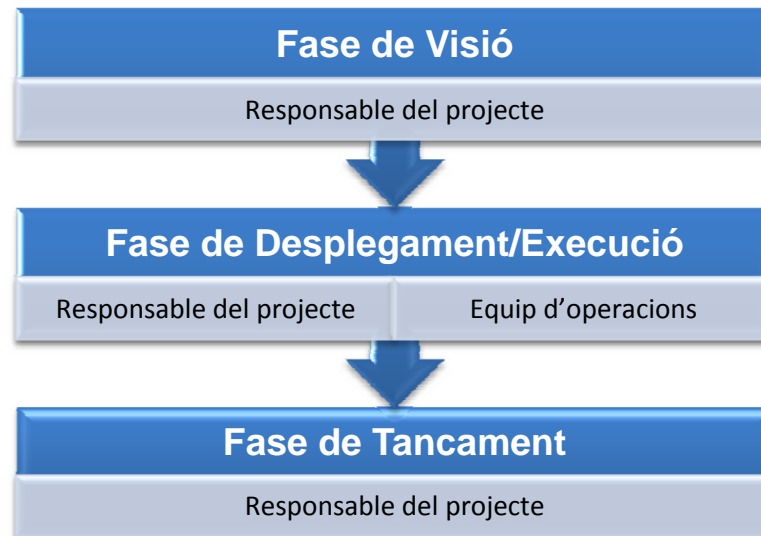 Fase de Visió
Responsable del projecte
Fase de Desplegament/Execució
Responsable del projecte
Equip d’operacions
Fase de Tancament
Responsable del projecte